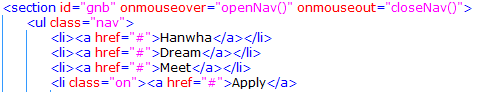 <section id="gnb" onmouseover="openNav()" onmouseout="closeNav()">
<ul class="nav">
<li><a href="#">Hanwha</a></li>
<li><a href="#">Dream</a></li>
<li><a href="#">Meet</a></li>
<li class="on"><a href="#">Apply</a>